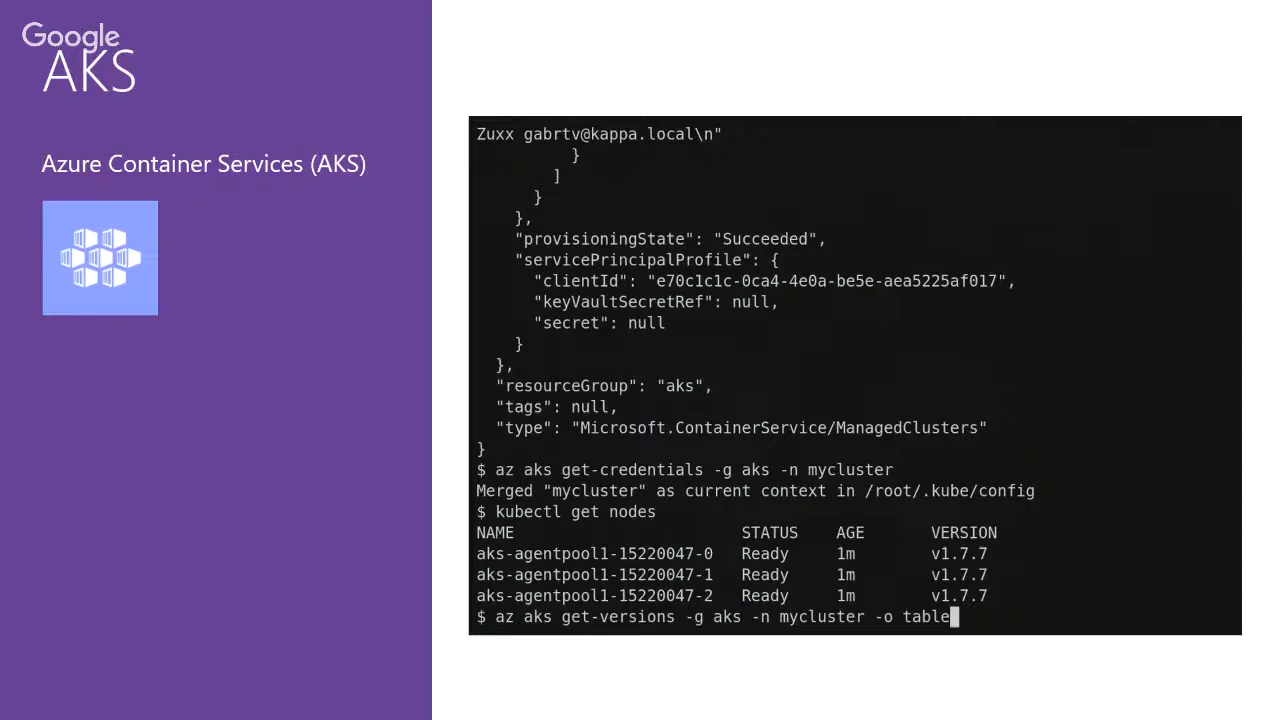 Google
AKS
Azure Container Services (AKS)
Zuxx gabrtv@kappa.local\n"
}
]
}
},
"provisioningState": "Succeeded",
"servicePrincipalProfile": {
"clientId": "e70c1c1c-0ca4-4e0a-be5e-aea5225af017",
"keyVaultSecretRef": null,
"secret": null
}
},
"resourceGroup": "aks",
"tags": null,
"type": "Microsoft.ContainerService/ManagedClusters"
}
$ az aks get-credentials -g aks -n mycluster
Merged "mycluster" as current context in /root/.kube/config
$ kubectl get nodes
NAME STATUS AGE VERSION
aks-agentpool1-15220047-0 Ready 1m v1.7.7
aks-agentpool1-15220047-1 Ready 1m v1.7.7
aks-agentpool1-15220047-2 Ready 1m v1.7.7
$ az aks get-versions -g aks -n mycluster -o table